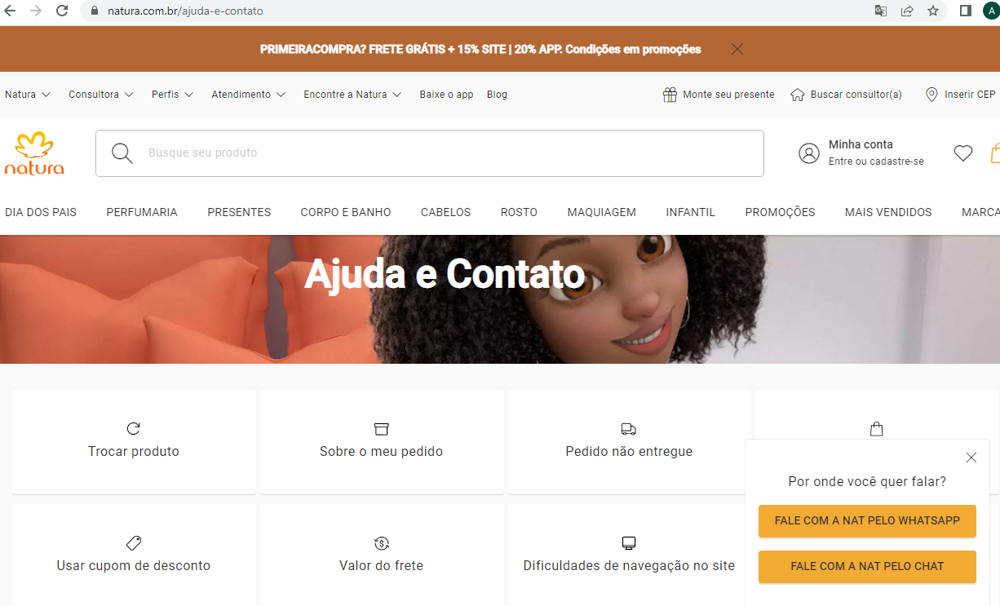 natura.com.br/ajuda-e-contato
A
PRIMEIRACOMPRA? FRETE GRÁTIS + 15% SITE | 20% APP. Condições em promoções
Natura Consultora Perfis Atendimento Encontre a Natura Baixe o app Blog Monte seu presente Buscar consultor(a) Inserir CEP
natura
Busque seu produto
Minha conta
Entre ou cadastre-se
DIA DOS PAIS PERFUMARIA PRESENTES CORPO E BANHO CABELOS ROSTO MAQUIAGEM INFANTIL PROMOÇÕES MAIS VENDIDOS MARCA
Ajuda e Contato
Trocar produto Sobre o meu pedido Pedido não entregue
Por onde você quer falar?
FALE COM A NAT PELO WHATSAPP
FALE COM A NAT PELO CHAT
Usar cupom de desconto Valor do frete Dificuldades de navegação no site